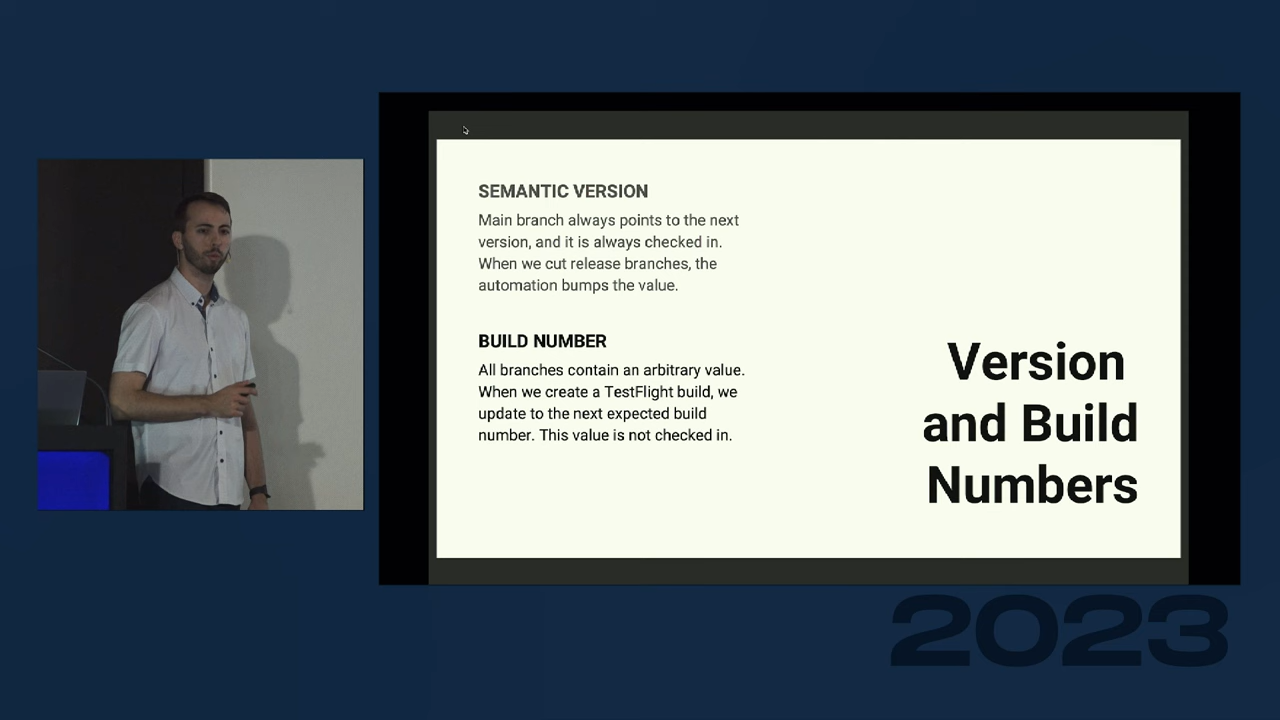 SEMANTIC VERSION
Main branch always points to the next
version, and it is always checked in.
When we cut release branches, the
automation bumps the value.
BUILD NUMBER
All branches contain an arbitrary value.
When we create a TestFlight build, we
update to the next expected build
number. This value is not checked in.
Version
and Build
Numbers
2023